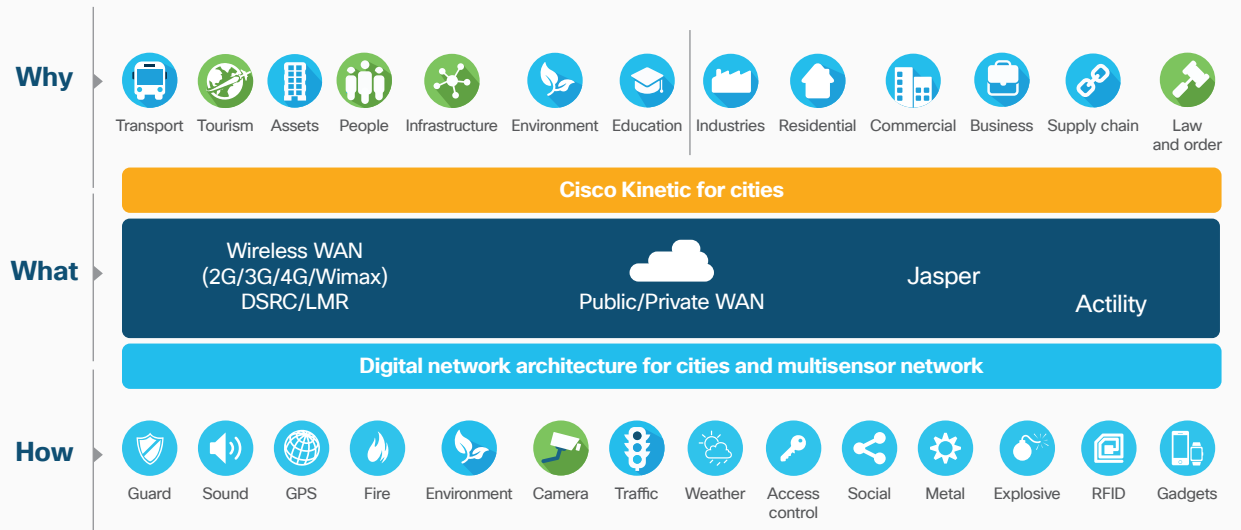 Why
Transport
Tourism
Assets
People
Infrastructure
Environment
Education
Industries
Residential
Commercial
Business
Supply chain
Law
and order
Cisco Kinetic for cities
What
Wireless WAN
(2G/3G/4G/Wimax)
DSRC/LMR
Public/Private WAN
Jasper
Actility
Digital network architecture for cities and multisensor network
How
Guard
Sound
GPS
Fire
Environment
Camera
Traffic
Weather
Access
control
Social
Metal
Explosive
RFID
Gadgets